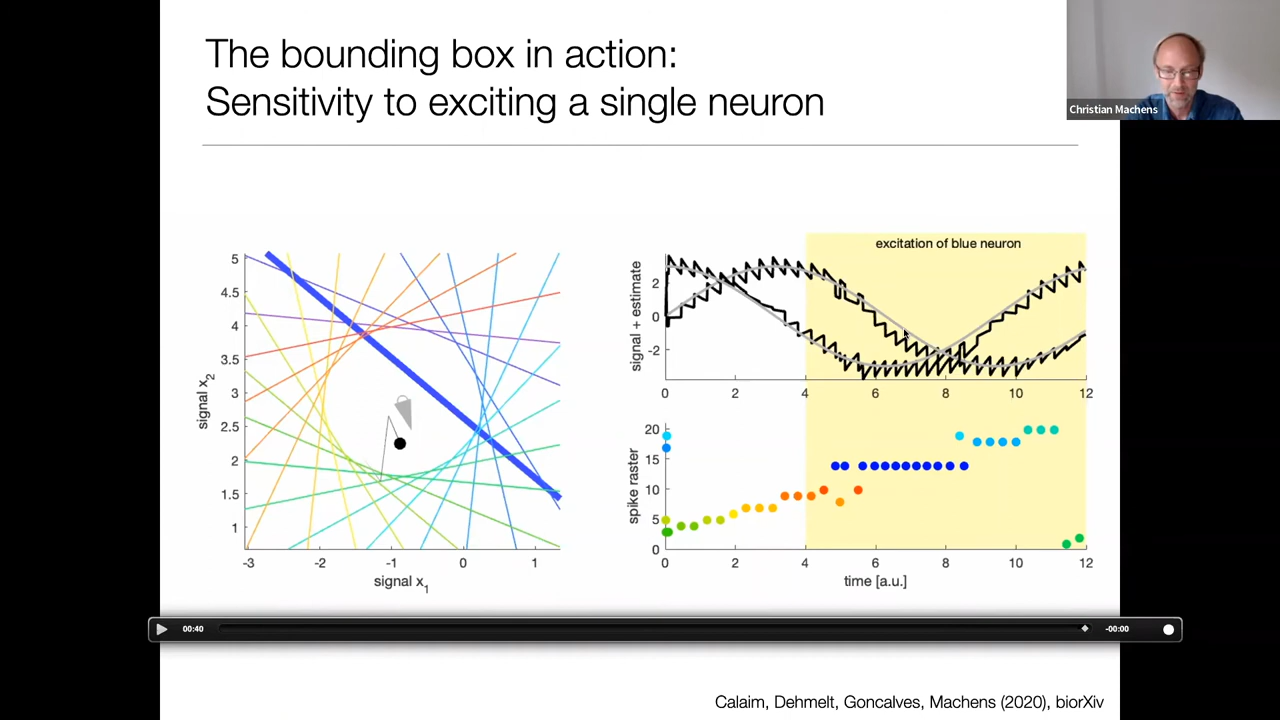 The bounding box in action:
Sensitivity to exciting a single neuron
Christian Machens
excitation of blue neuron
signal + estimate
2
0
-2
0 2 4 6 8 10 12
signal x2
5
4.5
4
3.5
3
2.5
2
1.5
1
-3 -2 -1 0 1
signal x1
spike raster
20
15
10
5
0
0 2 4 6 8 10 12
time [a.u.]
00:40
-00:00
Calaim, Dehmelt, Goncalves, Machens (2020), biorXiv